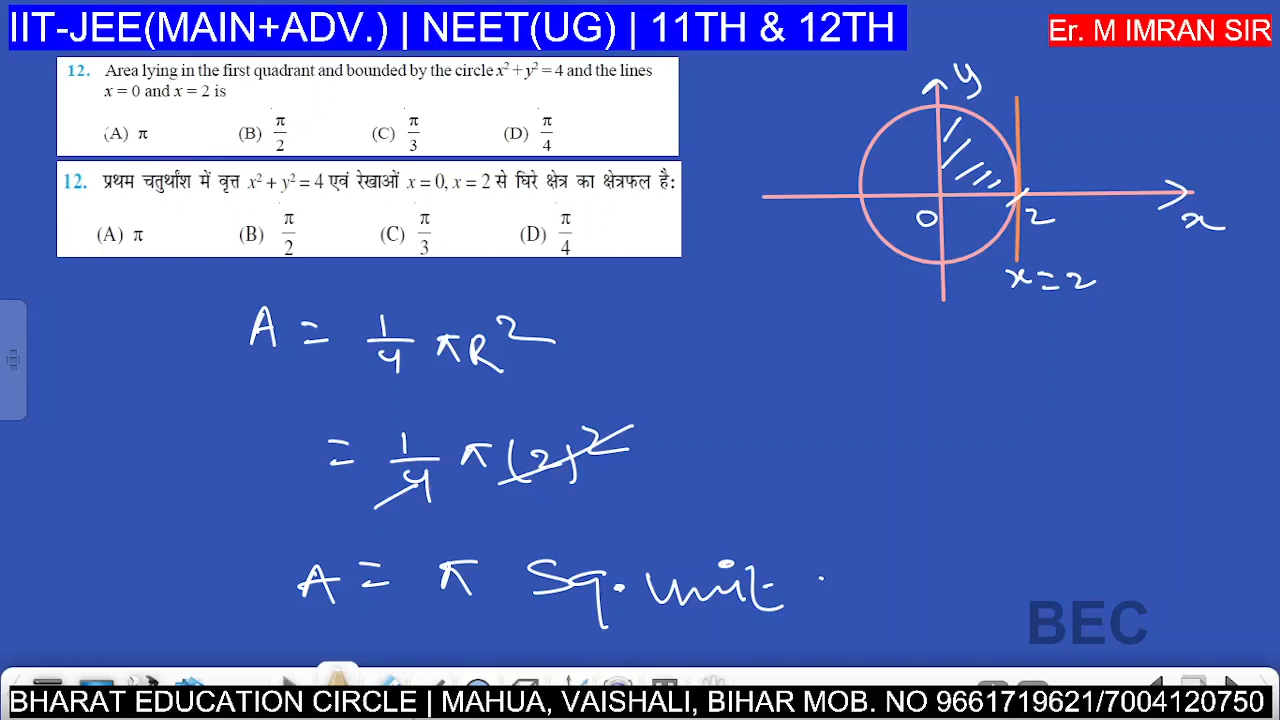 IIT-JEE(MAIN+ADV.) | NEET(UG) | 11TH & 12TH
Er. M IMRAN SIR
12. Area lying in the first quadrant and bounded by the circle x² + y² = 4 and the lines
x = 0 and x = 2 is
(A) π (B) π/2 (C) π/3 (D) π/4
12. प्रथम चतुर्थांश में वृत्त x² + y² = 4 एवं रेखाओं x = 0, x = 2 से घिरे क्षेत्र का क्षेत्रफल है:
(A) π (B) π/2 (C) π/3 (D) π/4
y
0 2
x
x = 2
A = 1/4 πR²
= 1/4 π (2)²
A = π Sq. unit.
BEC
BHARAT EDUCATION CIRCLE | MAHUA, VAISHALI, BIHAR MOB. NO 9661719621/7004120750